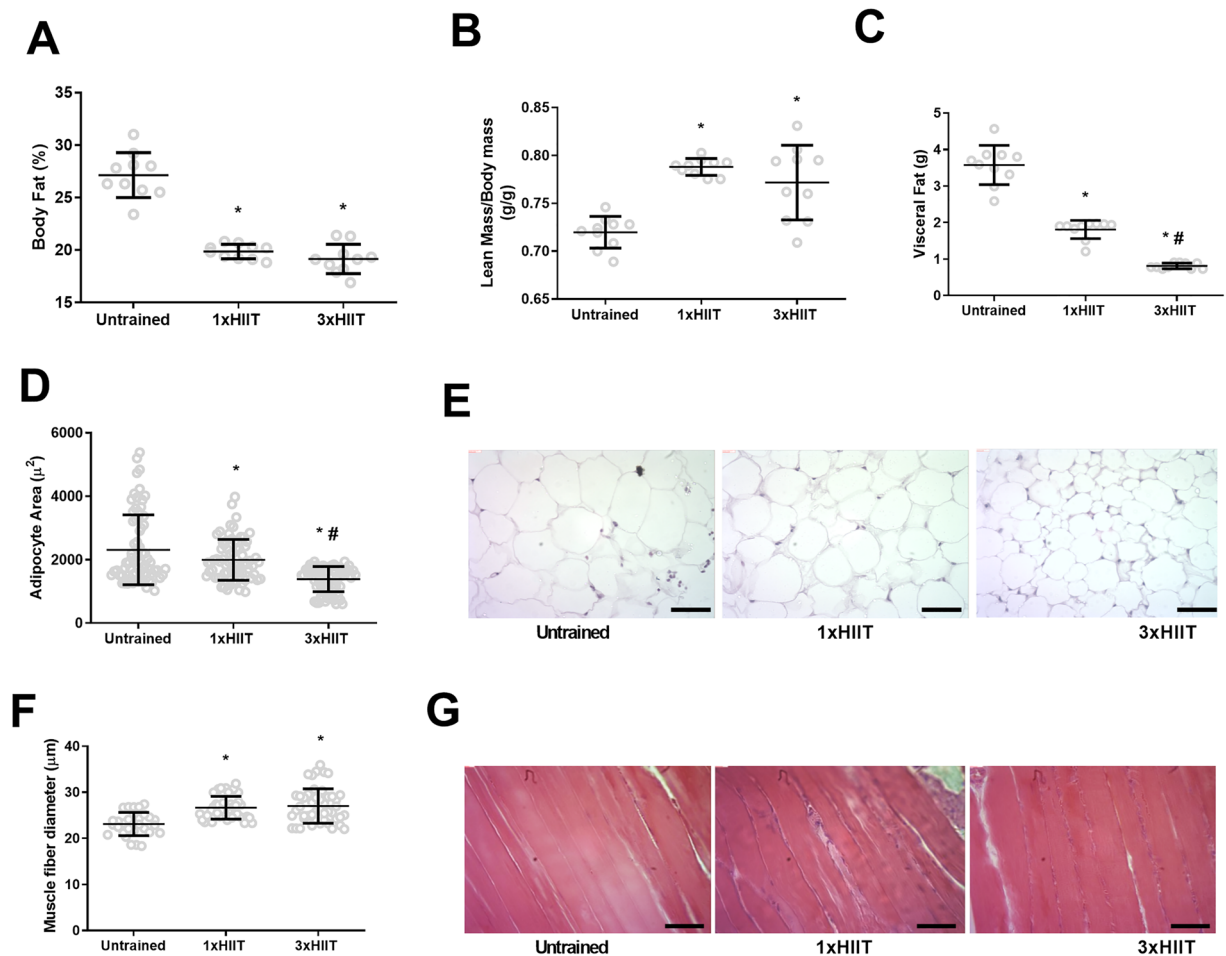 A
Body Fat (%)
35
30
25
20
15
*
*
Untrained 1xHIIT 3xHIIT
B
Lean Mass/Body mass
(g/g)
0.85
0.80
0.75
0.70
0.65
*
*
Untrained 1xHIIT 3xHIIT
C
Visceral Fat (g)
5
4
3
2
1
0
*
* #
Untrained 1xHIIT 3xHIIT
D
Adipocyte Area (μ²)
6000
4000
2000
0
*
* #
Untrained 1xHIIT 3xHIIT
E
Untrained 1xHIIT 3xHIIT
F
Muscle fiber diameter (μm)
40
30
20
10
0
*
*
Untrained 1xHIIT 3xHIIT
G
Untrained 1xHIIT 3xHIIT